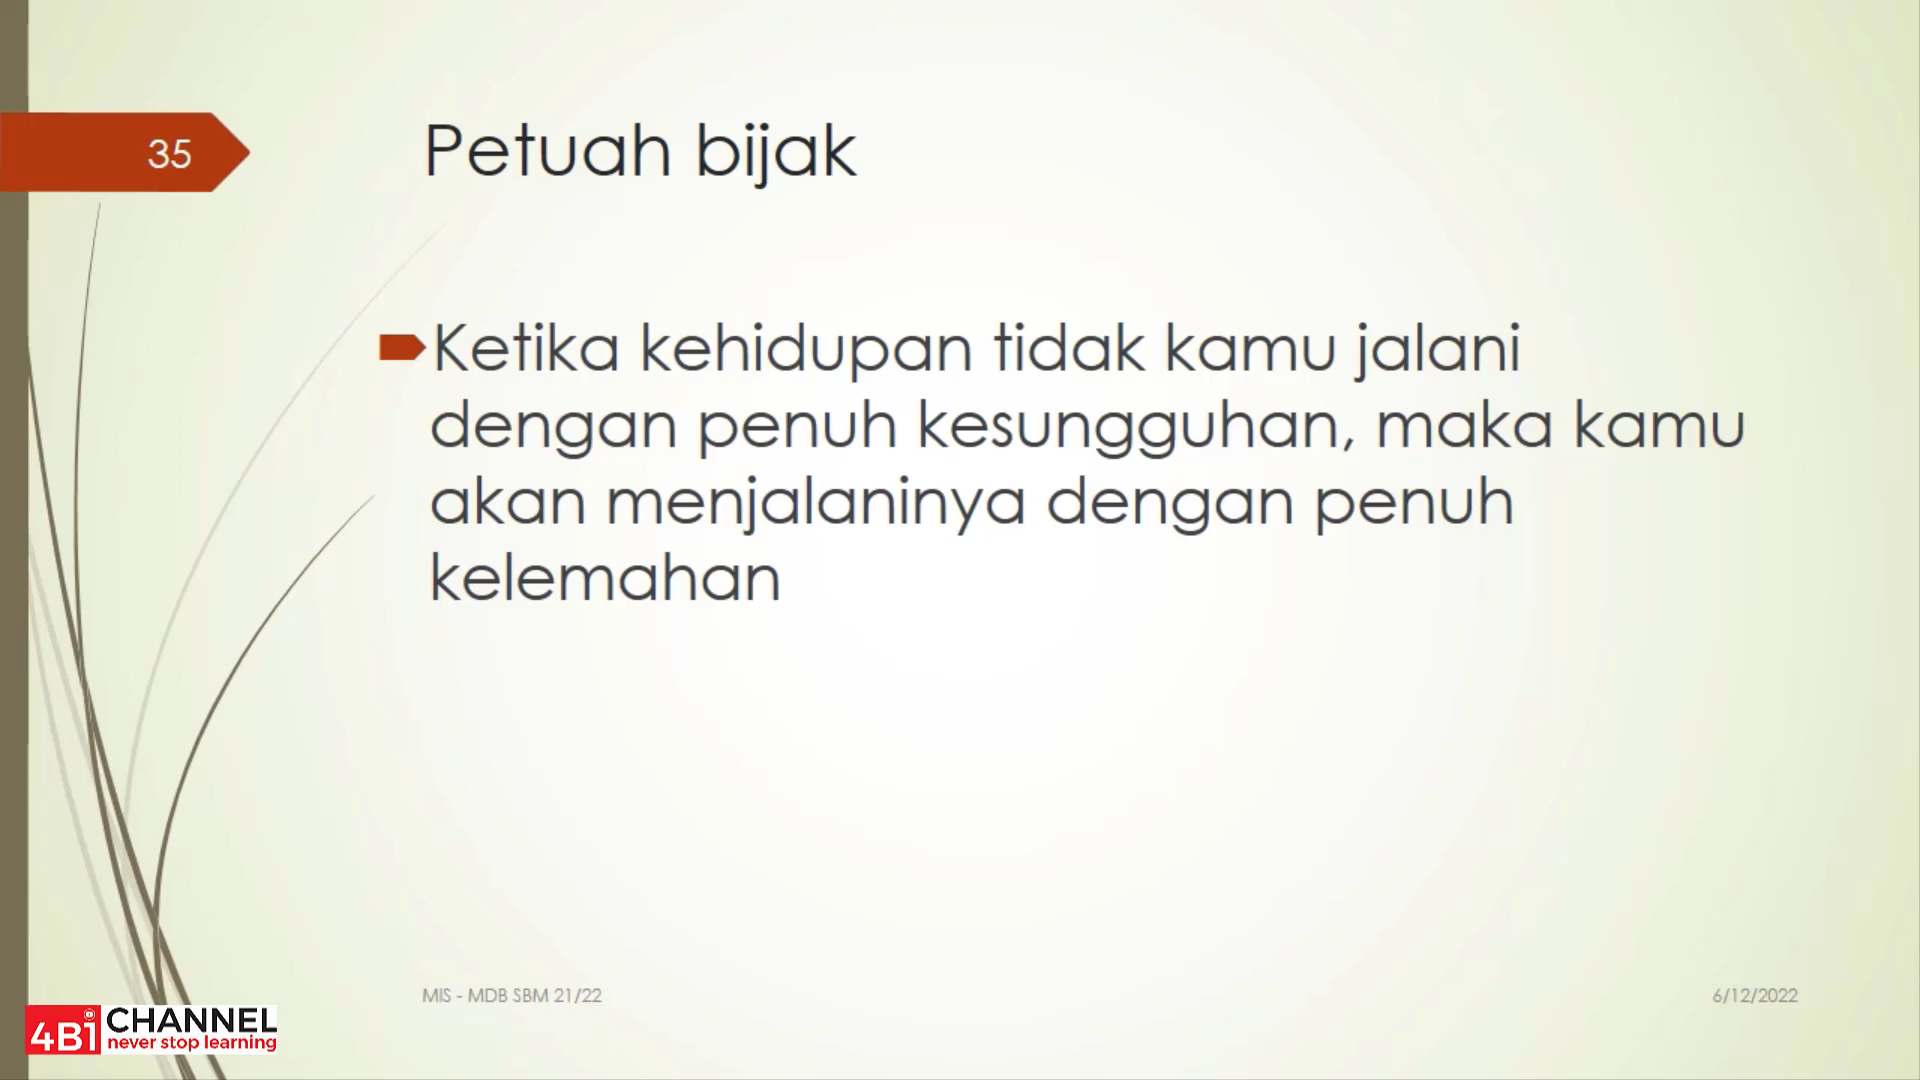 35
Petuah bijak
Ketika kehidupan tidak kamu jalani
dengan penuh kesungguhan, maka kamu
akan menjalaninya dengan penuh
kelemahan
MIS - MDB SBM 21/22
6/12/2022
4Bi CHANNEL
never stop learning